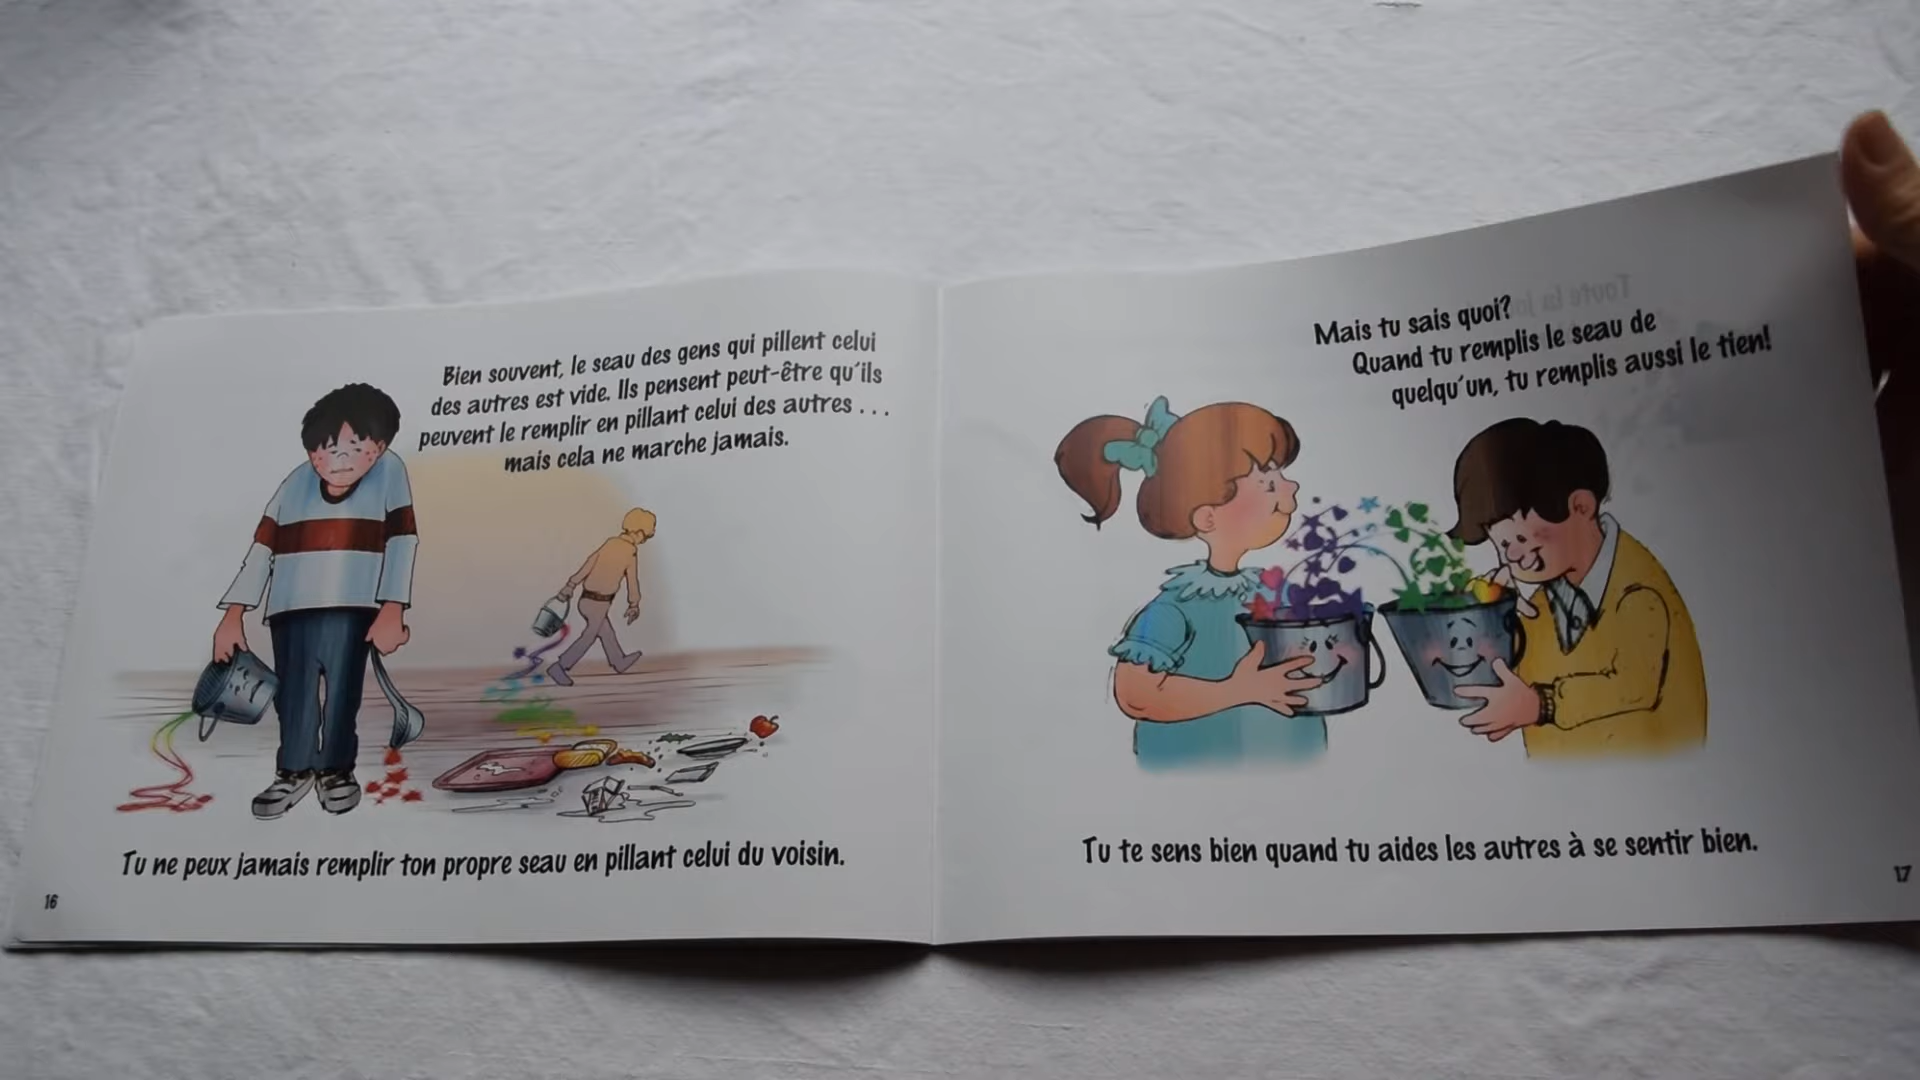 Bien souvent, le seau des gens qui pillent celui
des autres est vide. Ils pensent peut-être qu'ils
peuvent le remplir en pillant celui des autres . . .
mais cela ne marche jamais.
Tu ne peux jamais remplir ton propre seau en pillant celui du voisin.
16
Mais tu sais quoi?
Quand tu remplis le seau de
quelqu'un, tu remplis aussi le tien!
Tu te sens bien quand tu aides les autres à se sentir bien.
17